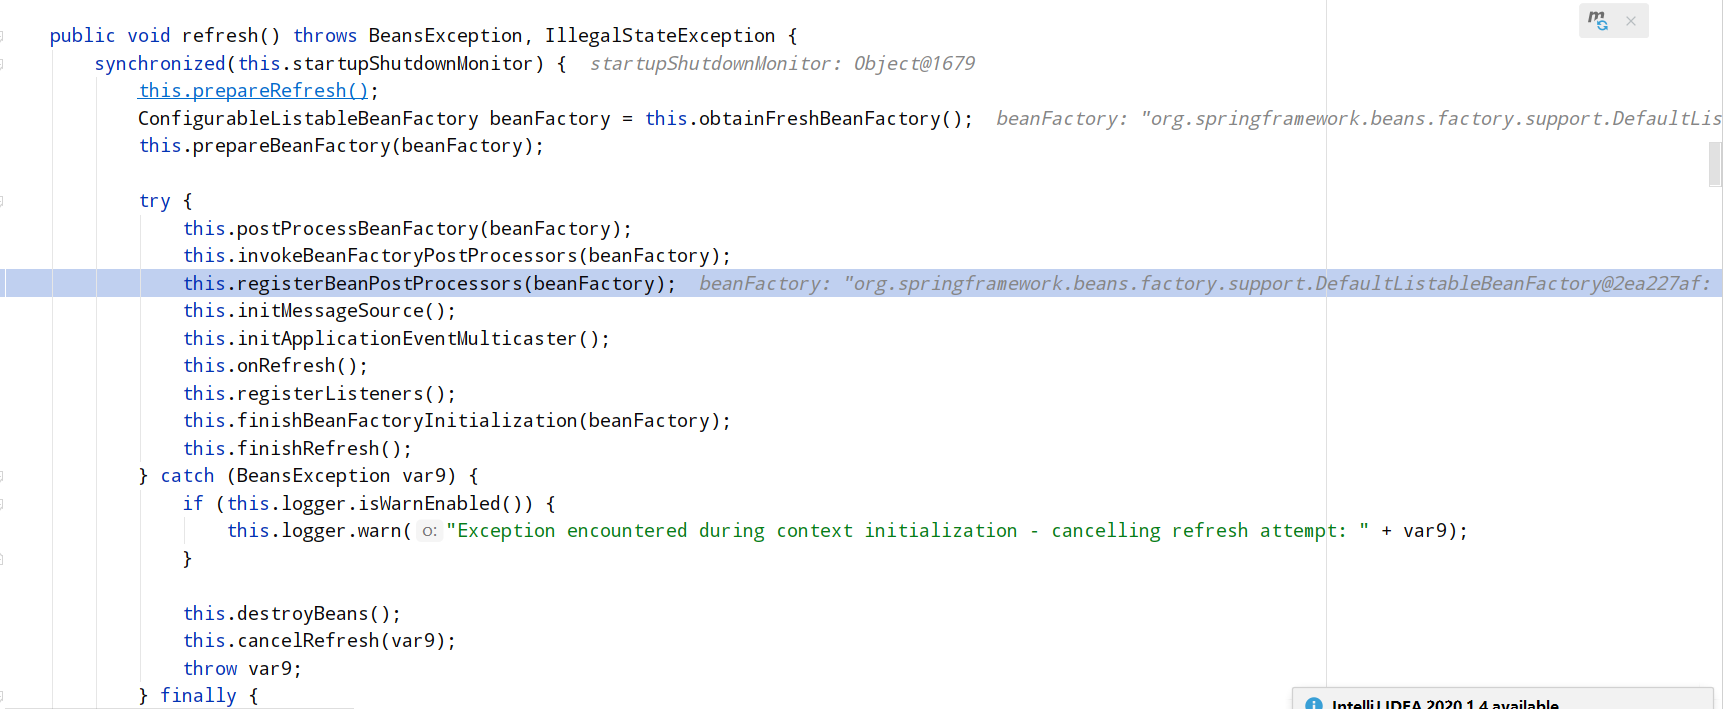 public void refresh() throws BeansException, IllegalStateException {
synchronized(this.startupShutdownMonitor) {  startupShutdownMonitor: Object@1679
this.prepareRefresh();
ConfigurableListableBeanFactory beanFactory = this.obtainFreshBeanFactory();  beanFactory: "org.springframework.beans.factory.support.DefaultLis
this.prepareBeanFactory(beanFactory);
try {
this.postProcessBeanFactory(beanFactory);
this.invokeBeanFactoryPostProcessors(beanFactory);
this.registerBeanPostProcessors(beanFactory);  beanFactory: "org.springframework.beans.factory.support.DefaultListableBeanFactory@2ea227af:
this.initMessageSource();
this.initApplicationEventMulticaster();
this.onRefresh();
this.registerListeners();
this.finishBeanFactoryInitialization(beanFactory);
this.finishRefresh();
} catch (BeansException var9) {
if (this.logger.isWarnEnabled()) {
this.logger.warn( o: "Exception encountered during context initialization - cancelling refresh attempt: " + var9);
}
this.destroyBeans();
this.cancelRefresh(var9);
throw var9;
} finally {
IntelliJ IDEA 2020.1.4 available